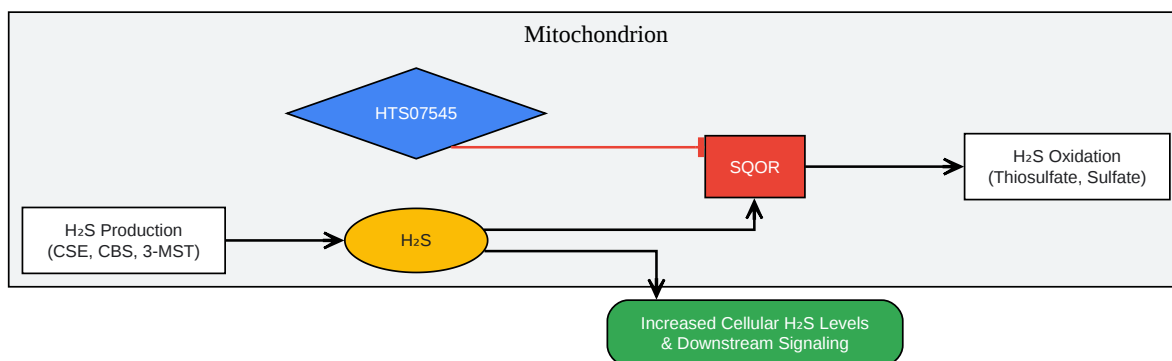 Mitochondrion
HTS07545
SQOR
H₂S Oxidation
(Thiosulfate, Sulfate)
H₂S Production
(CSE, CBS, 3-MST)
H₂S
Increased Cellular H₂S Levels
& Downstream Signaling